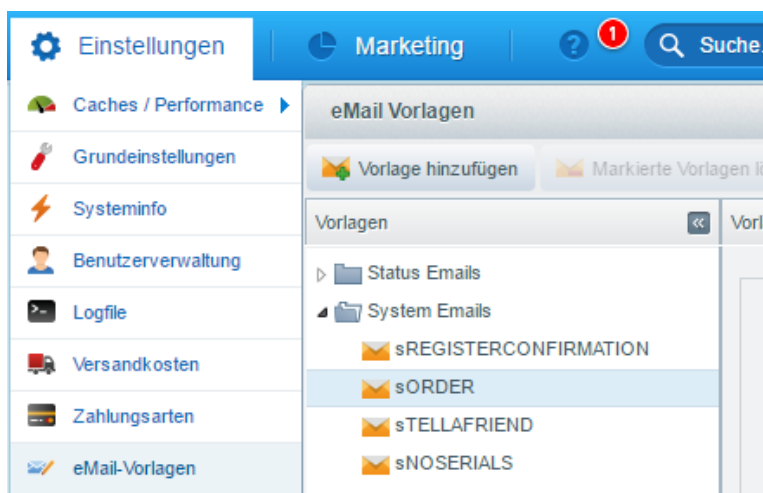 Einstellungen
Marketing
?
1
Suche.
Caches / Performance
Grundeinstellungen
Systeminfo
Benutzerverwaltung
Logfile
Versandkosten
Zahlungsarten
eMail-Vorlagen
eMail Vorlagen
Vorlage hinzufügen
Markierte Vorlagen lö
Vorlagen
Vorl
Status Emails
System Emails
sREGISTERCONFIRMATION
sORDER
sTELLAFRIEND
sNOSERIALS